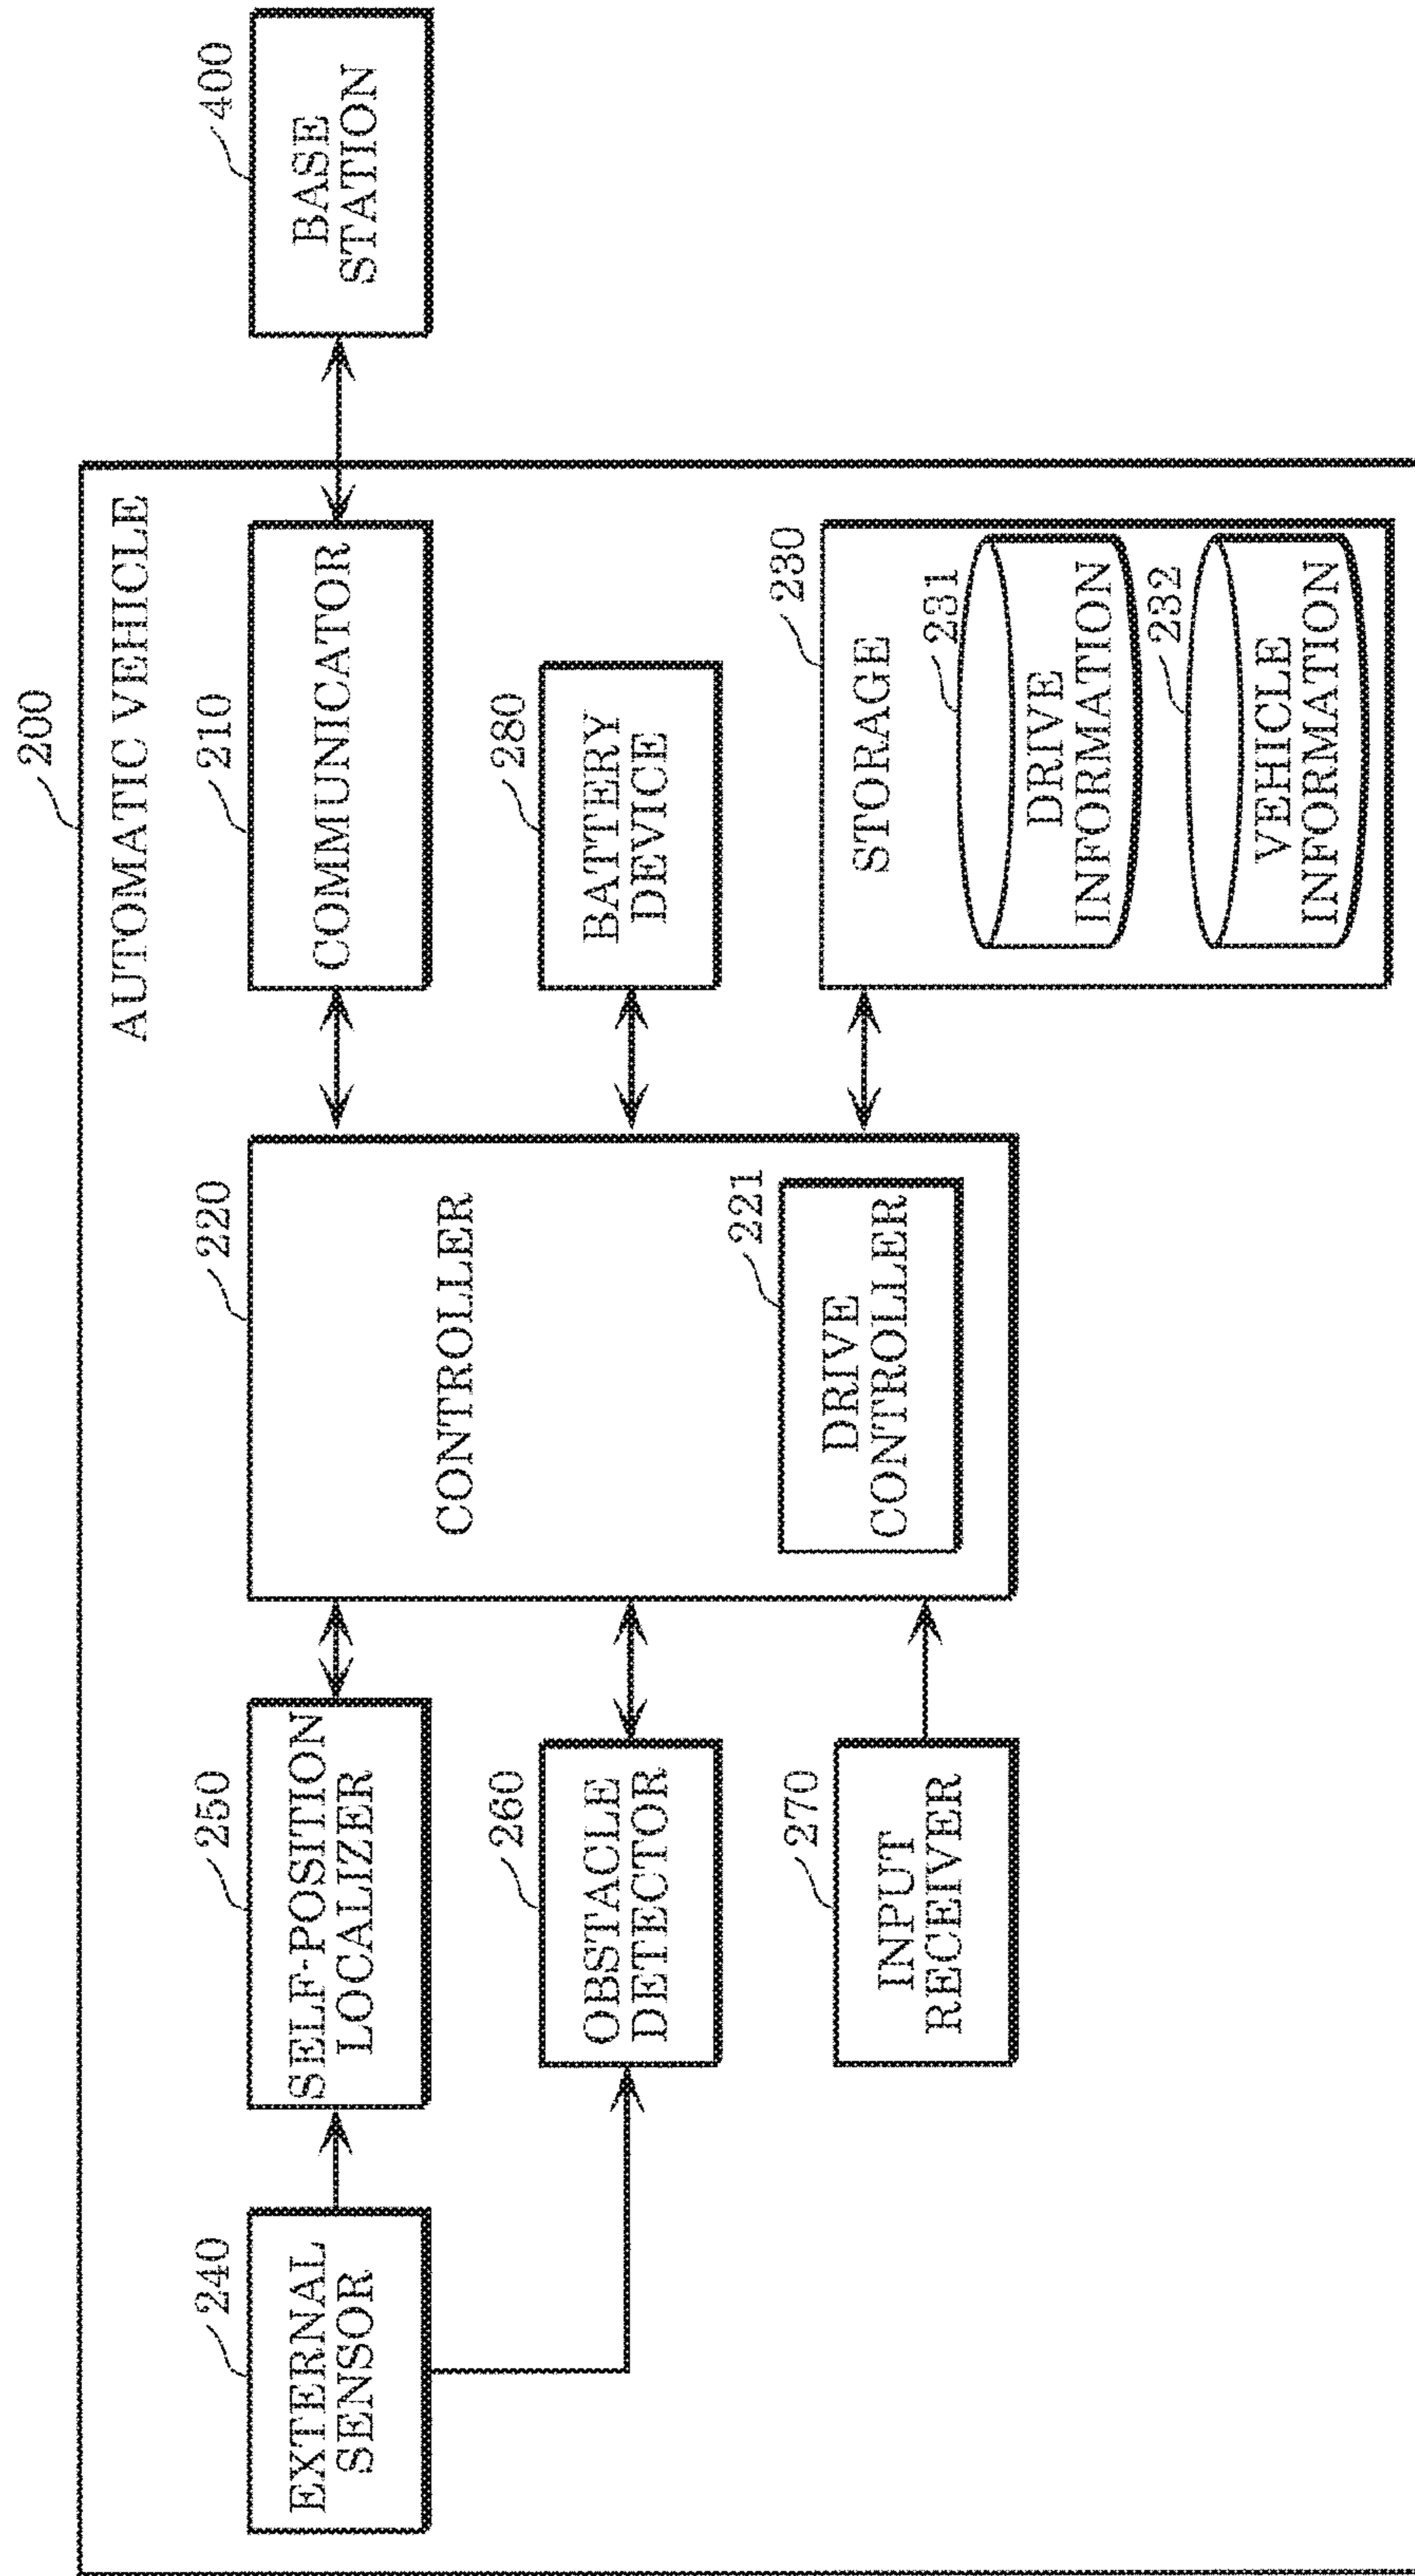 200
AUTOMATIC VEHICLE
240
EXTERNAL
SENSOR
250
SELF-POSITION
LOCALIZER
260
OBSTACLE
DETECTOR
270
INPUT
RECEIVER
220
CONTROLLER
221
DRIVE
CONTROLLER
210
COMMUNICATOR
280
BATTERY
DEVICE
230
STORAGE
231
DRIVE
INFORMATION
232
VEHICLE
INFORMATION
400
BASE
STATION